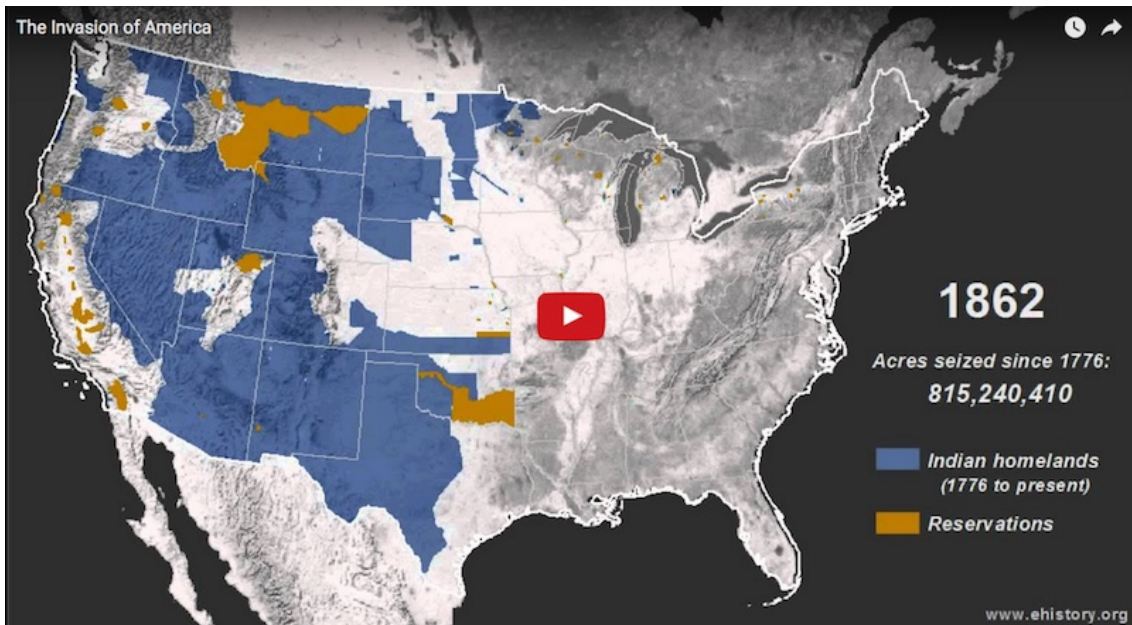 The Invasion of America
1862
Acres seized since 1776:
815,240,410
Indian homelands
(1776 to present)
Reservations
www.ehistory.org